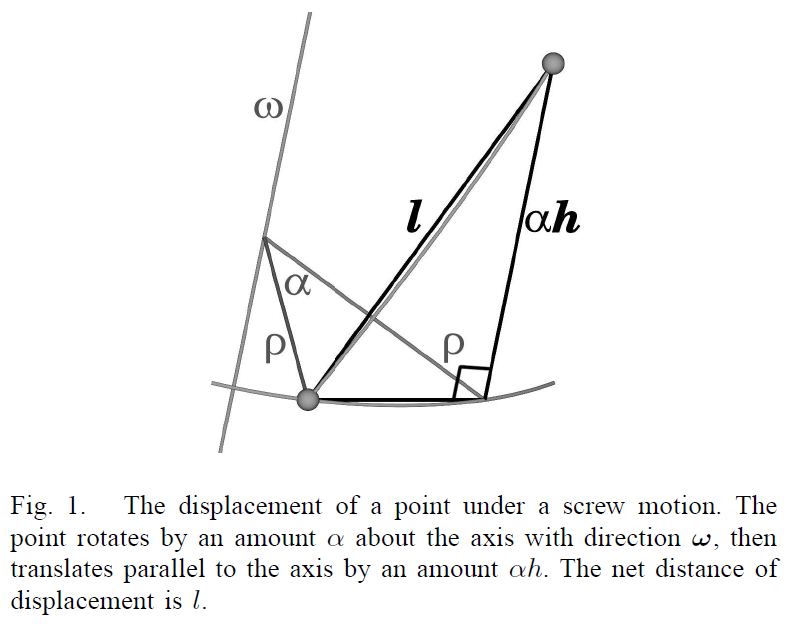 ω
l
αh
α
ρ
ρ
Fig. 1. The displacement of a point under a screw motion. The
point rotates by an amount α about the axis with direction ω, then
translates parallel to the axis by an amount αh. The net distance of
displacement is l.